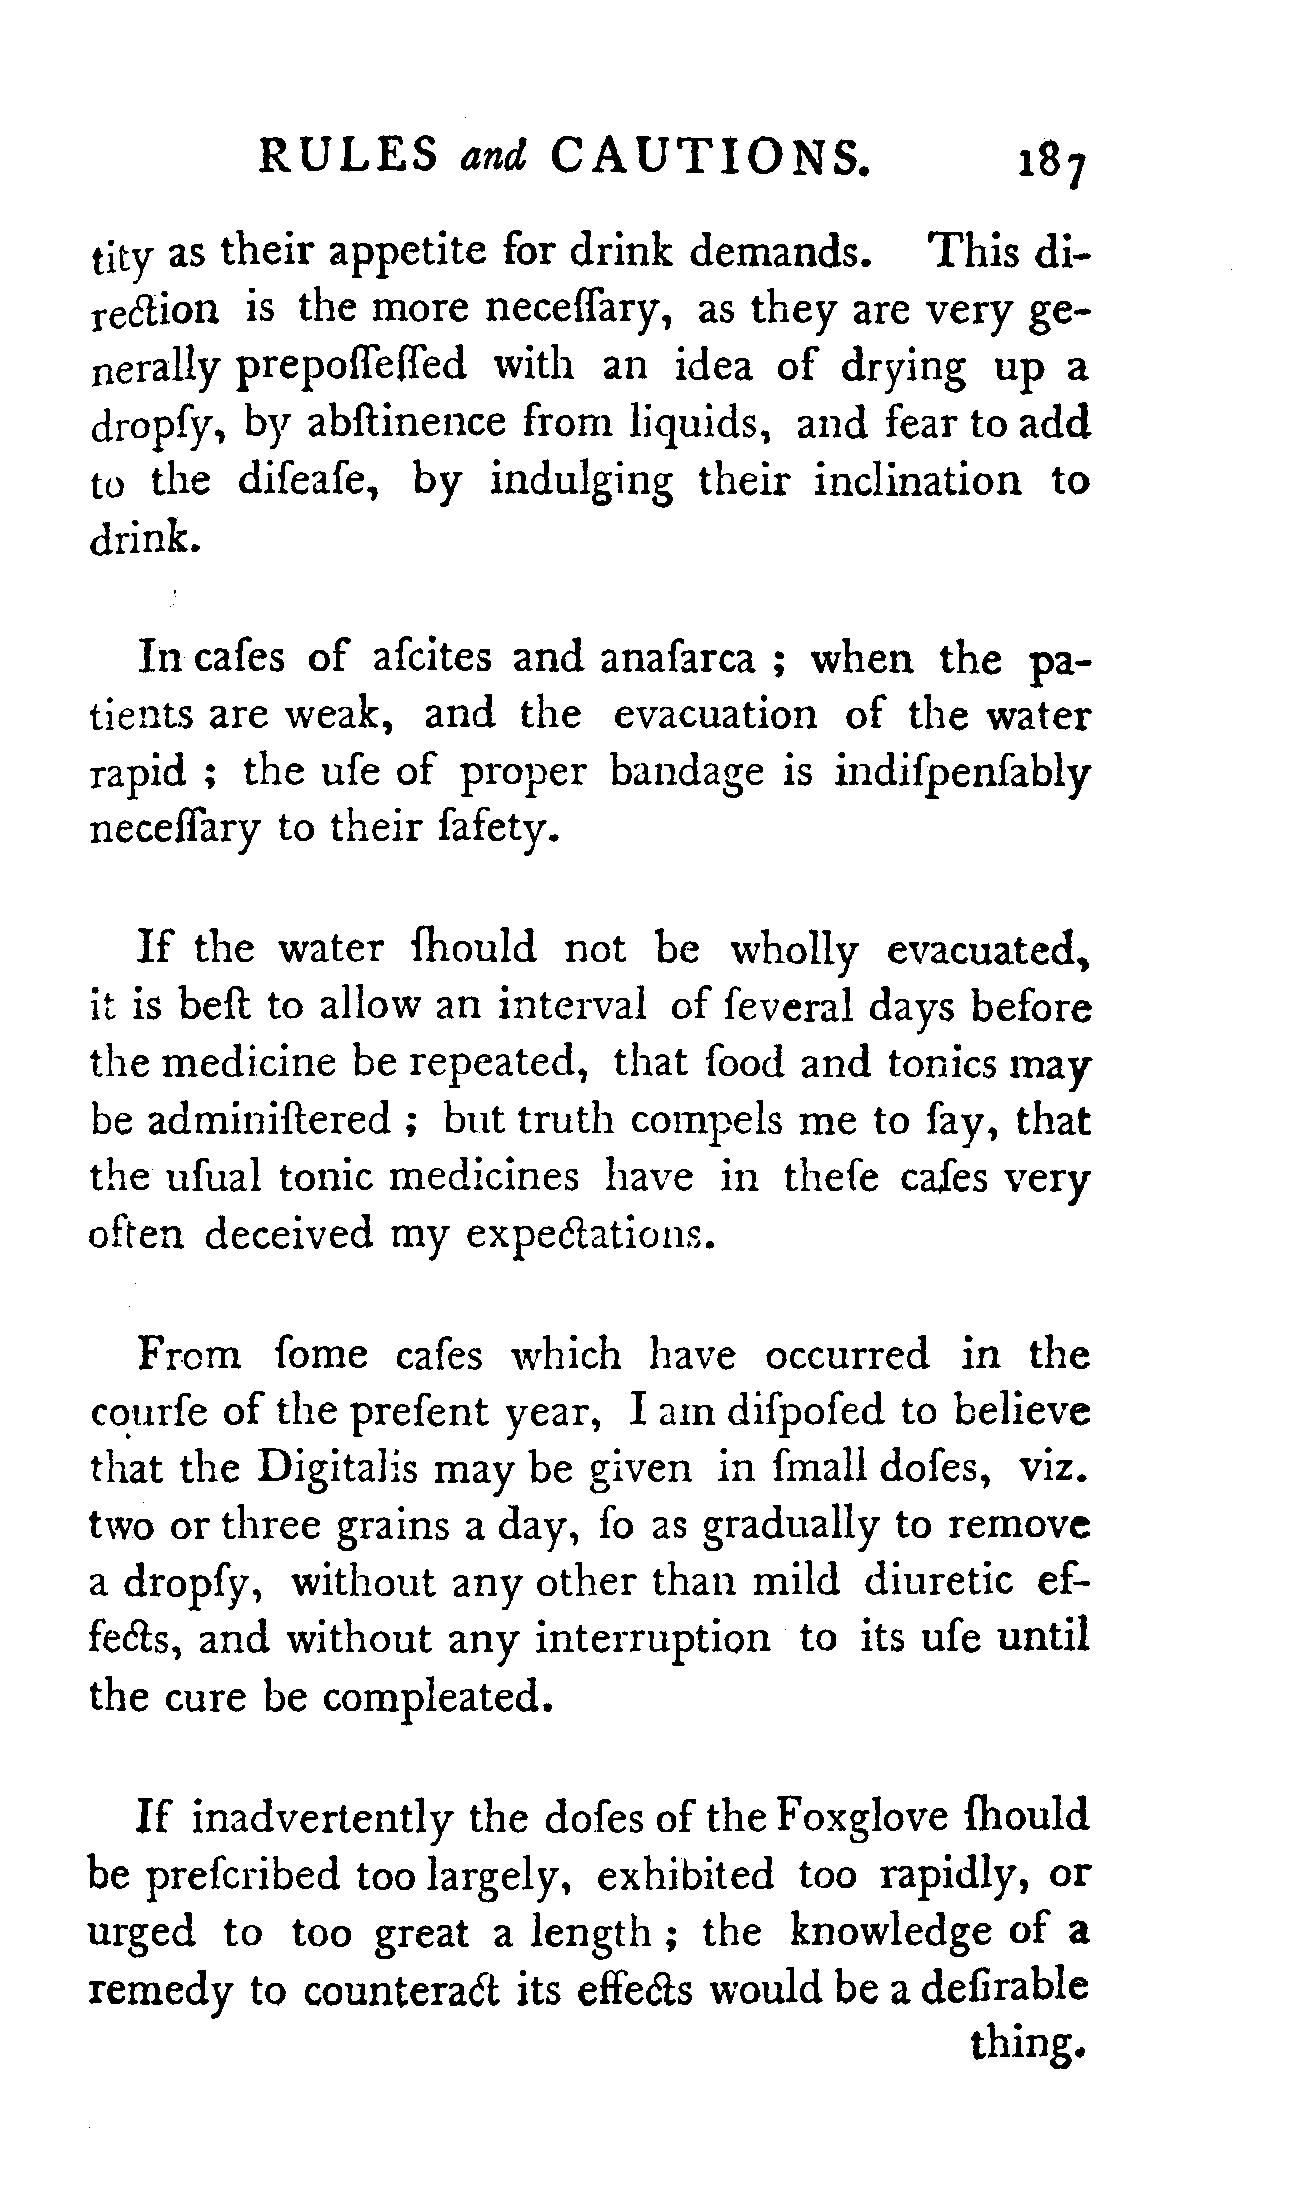 RULES and CAUTIONS. 187
tity as their appetite for drink demands. This di-
rection is the more neceſſary, as they are very ge-
nerally prepoſſeſſed with an idea of drying up a
dropſy, by abſtinence from liquids, and fear to add
to the diſeaſe, by indulging their inclination to
drink.
In caſes of aſcites and anaſarca ; when the pa-
tients are weak, and the evacuation of the water
rapid ; the uſe of proper bandage is indiſpenſably
neceſſary to their ſafety.
If the water ſhould not be wholly evacuated,
it is beſt to allow an interval of ſeveral days before
the medicine be repeated, that food and tonics may
be adminiſtered ; but truth compels me to ſay, that
the uſual tonic medicines have in theſe caſes very
often deceived my expectations.
From ſome caſes which have occurred in the
courſe of the preſent year, I am diſpoſed to believe
that the Digitalis may be given in ſmall doſes, viz.
two or three grains a day, ſo as gradually to remove
a dropſy, without any other than mild diuretic ef-
fects, and without any interruption to its uſe until
the cure be compleated.
If inadvertently the doſes of the Foxglove ſhould
be preſcribed too largely, exhibited too rapidly, or
urged to too great a length ; the knowledge of a
remedy to counteract its effects would be a deſirable
thing.